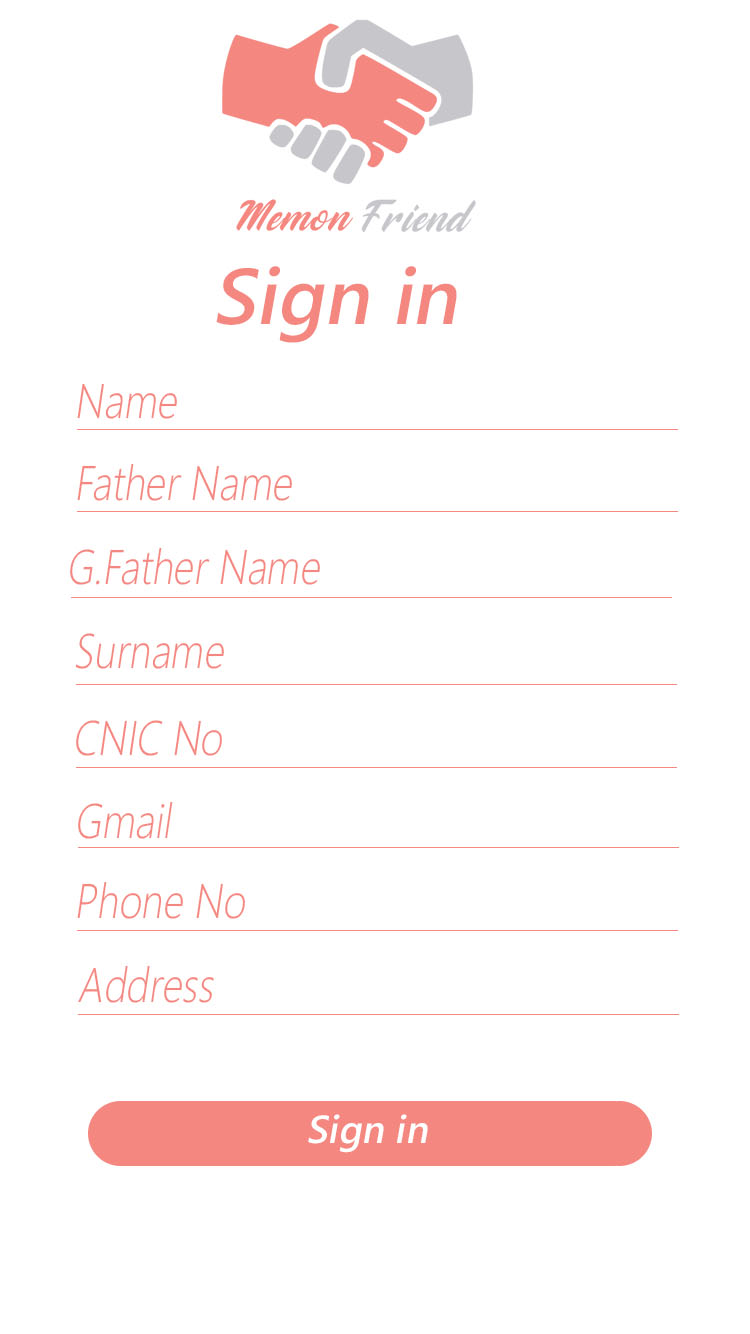 Memon Friend
Sign in
Name
Father Name
G.Father Name
Surname
CNIC No
Gmail
Phone No
Address
Sign in